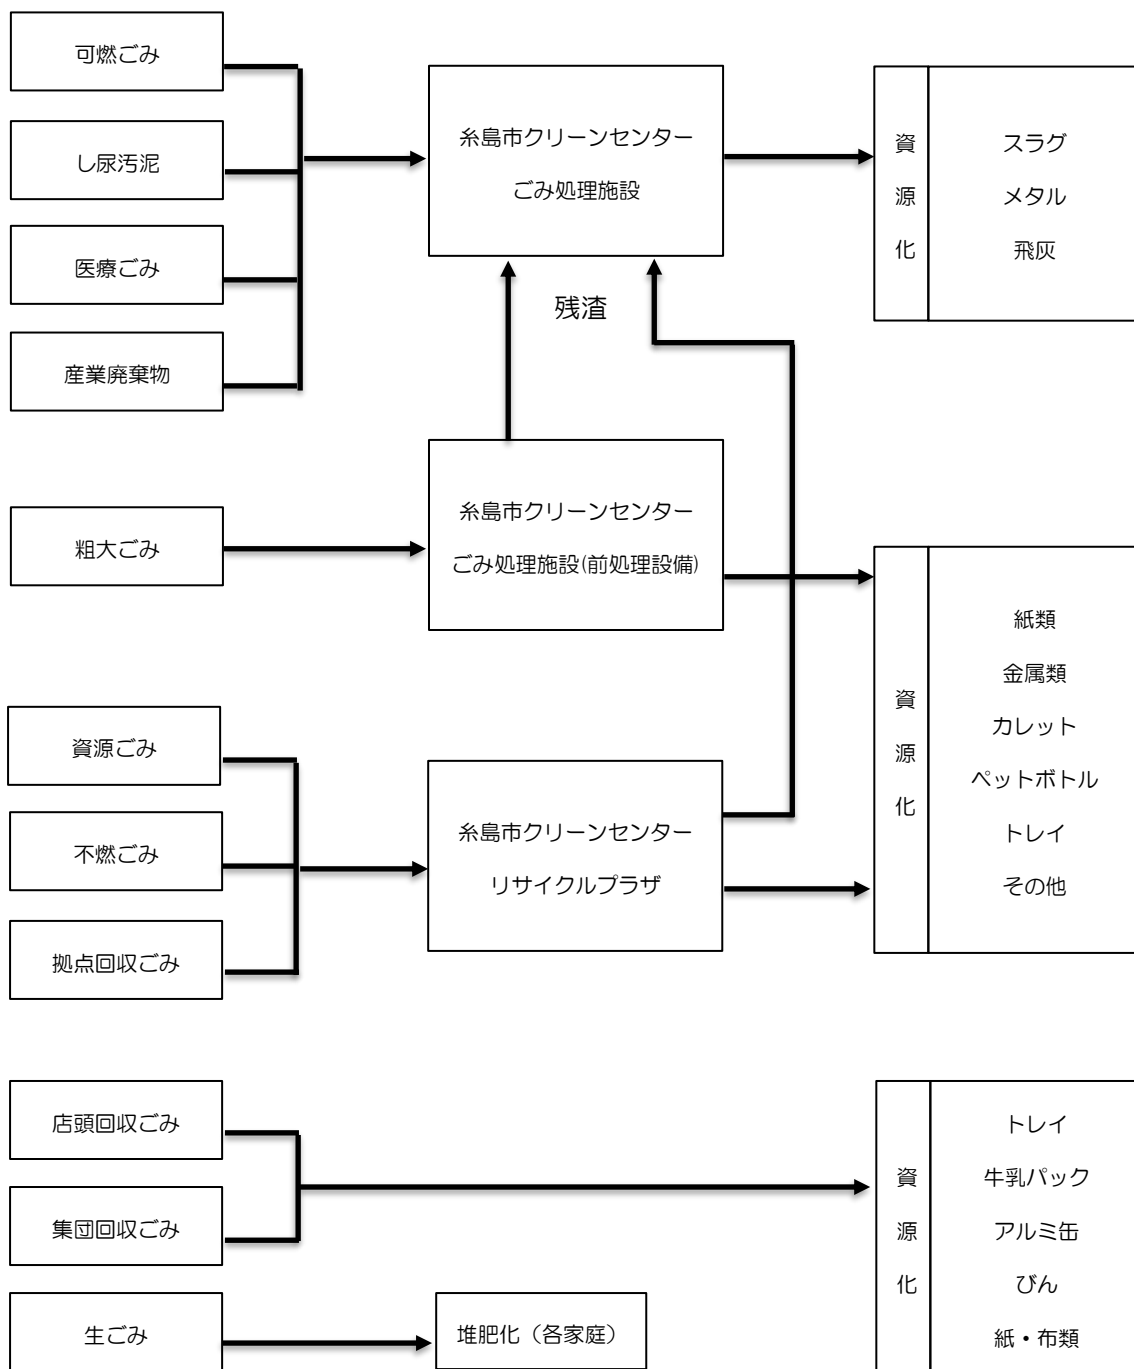 可燃ごみ
し尿汚泥
医療ごみ
産業廃棄物
糸島市クリーンセンター
ごみ処理施設
資源化
スラグ
メタル
飛灰
残渣
粗大ごみ
糸島市クリーンセンター
ごみ処理施設(前処理設備)
資源ごみ
不燃ごみ
拠点回収ごみ
糸島市クリーンセンター
リサイクルプラザ
資源化
紙類
金属類
カレット
ペットボトル
トレイ
その他
店頭回収ごみ
集団回収ごみ
資源化
トレイ
牛乳パック
アルミ缶
びん
紙・布類
生ごみ
堆肥化（各家庭）